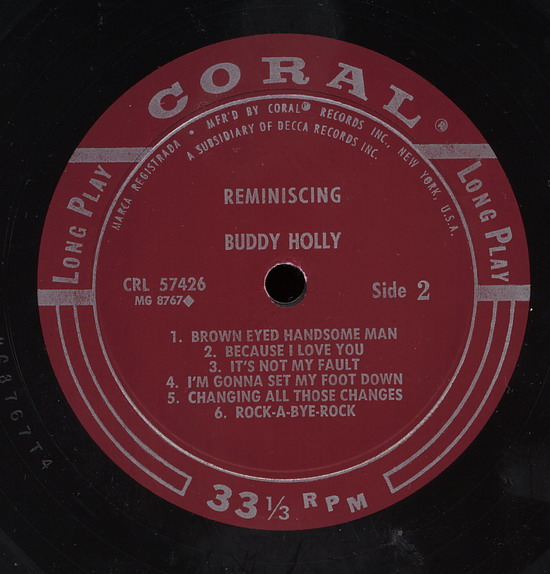 CORAL®
MARCA REGISTRADA • MFR'D BY CORAL® RECORDS INC., NEW YORK, U.S.A.
A SUBSIDIARY OF DECCA RECORDS INC.
LONG PLAY
LONG PLAY
REMINISCING
BUDDY HOLLY
CRL 57426
MG 8767◆
Side 2
1. BROWN EYED HANDSOME MAN
2. BECAUSE I LOVE YOU
3. IT'S NOT MY FAULT
4. I'M GONNA SET MY FOOT DOWN
5. CHANGING ALL THOSE CHANGES
6. ROCK-A-BYE-ROCK
33 1/3 RPM
8767T4